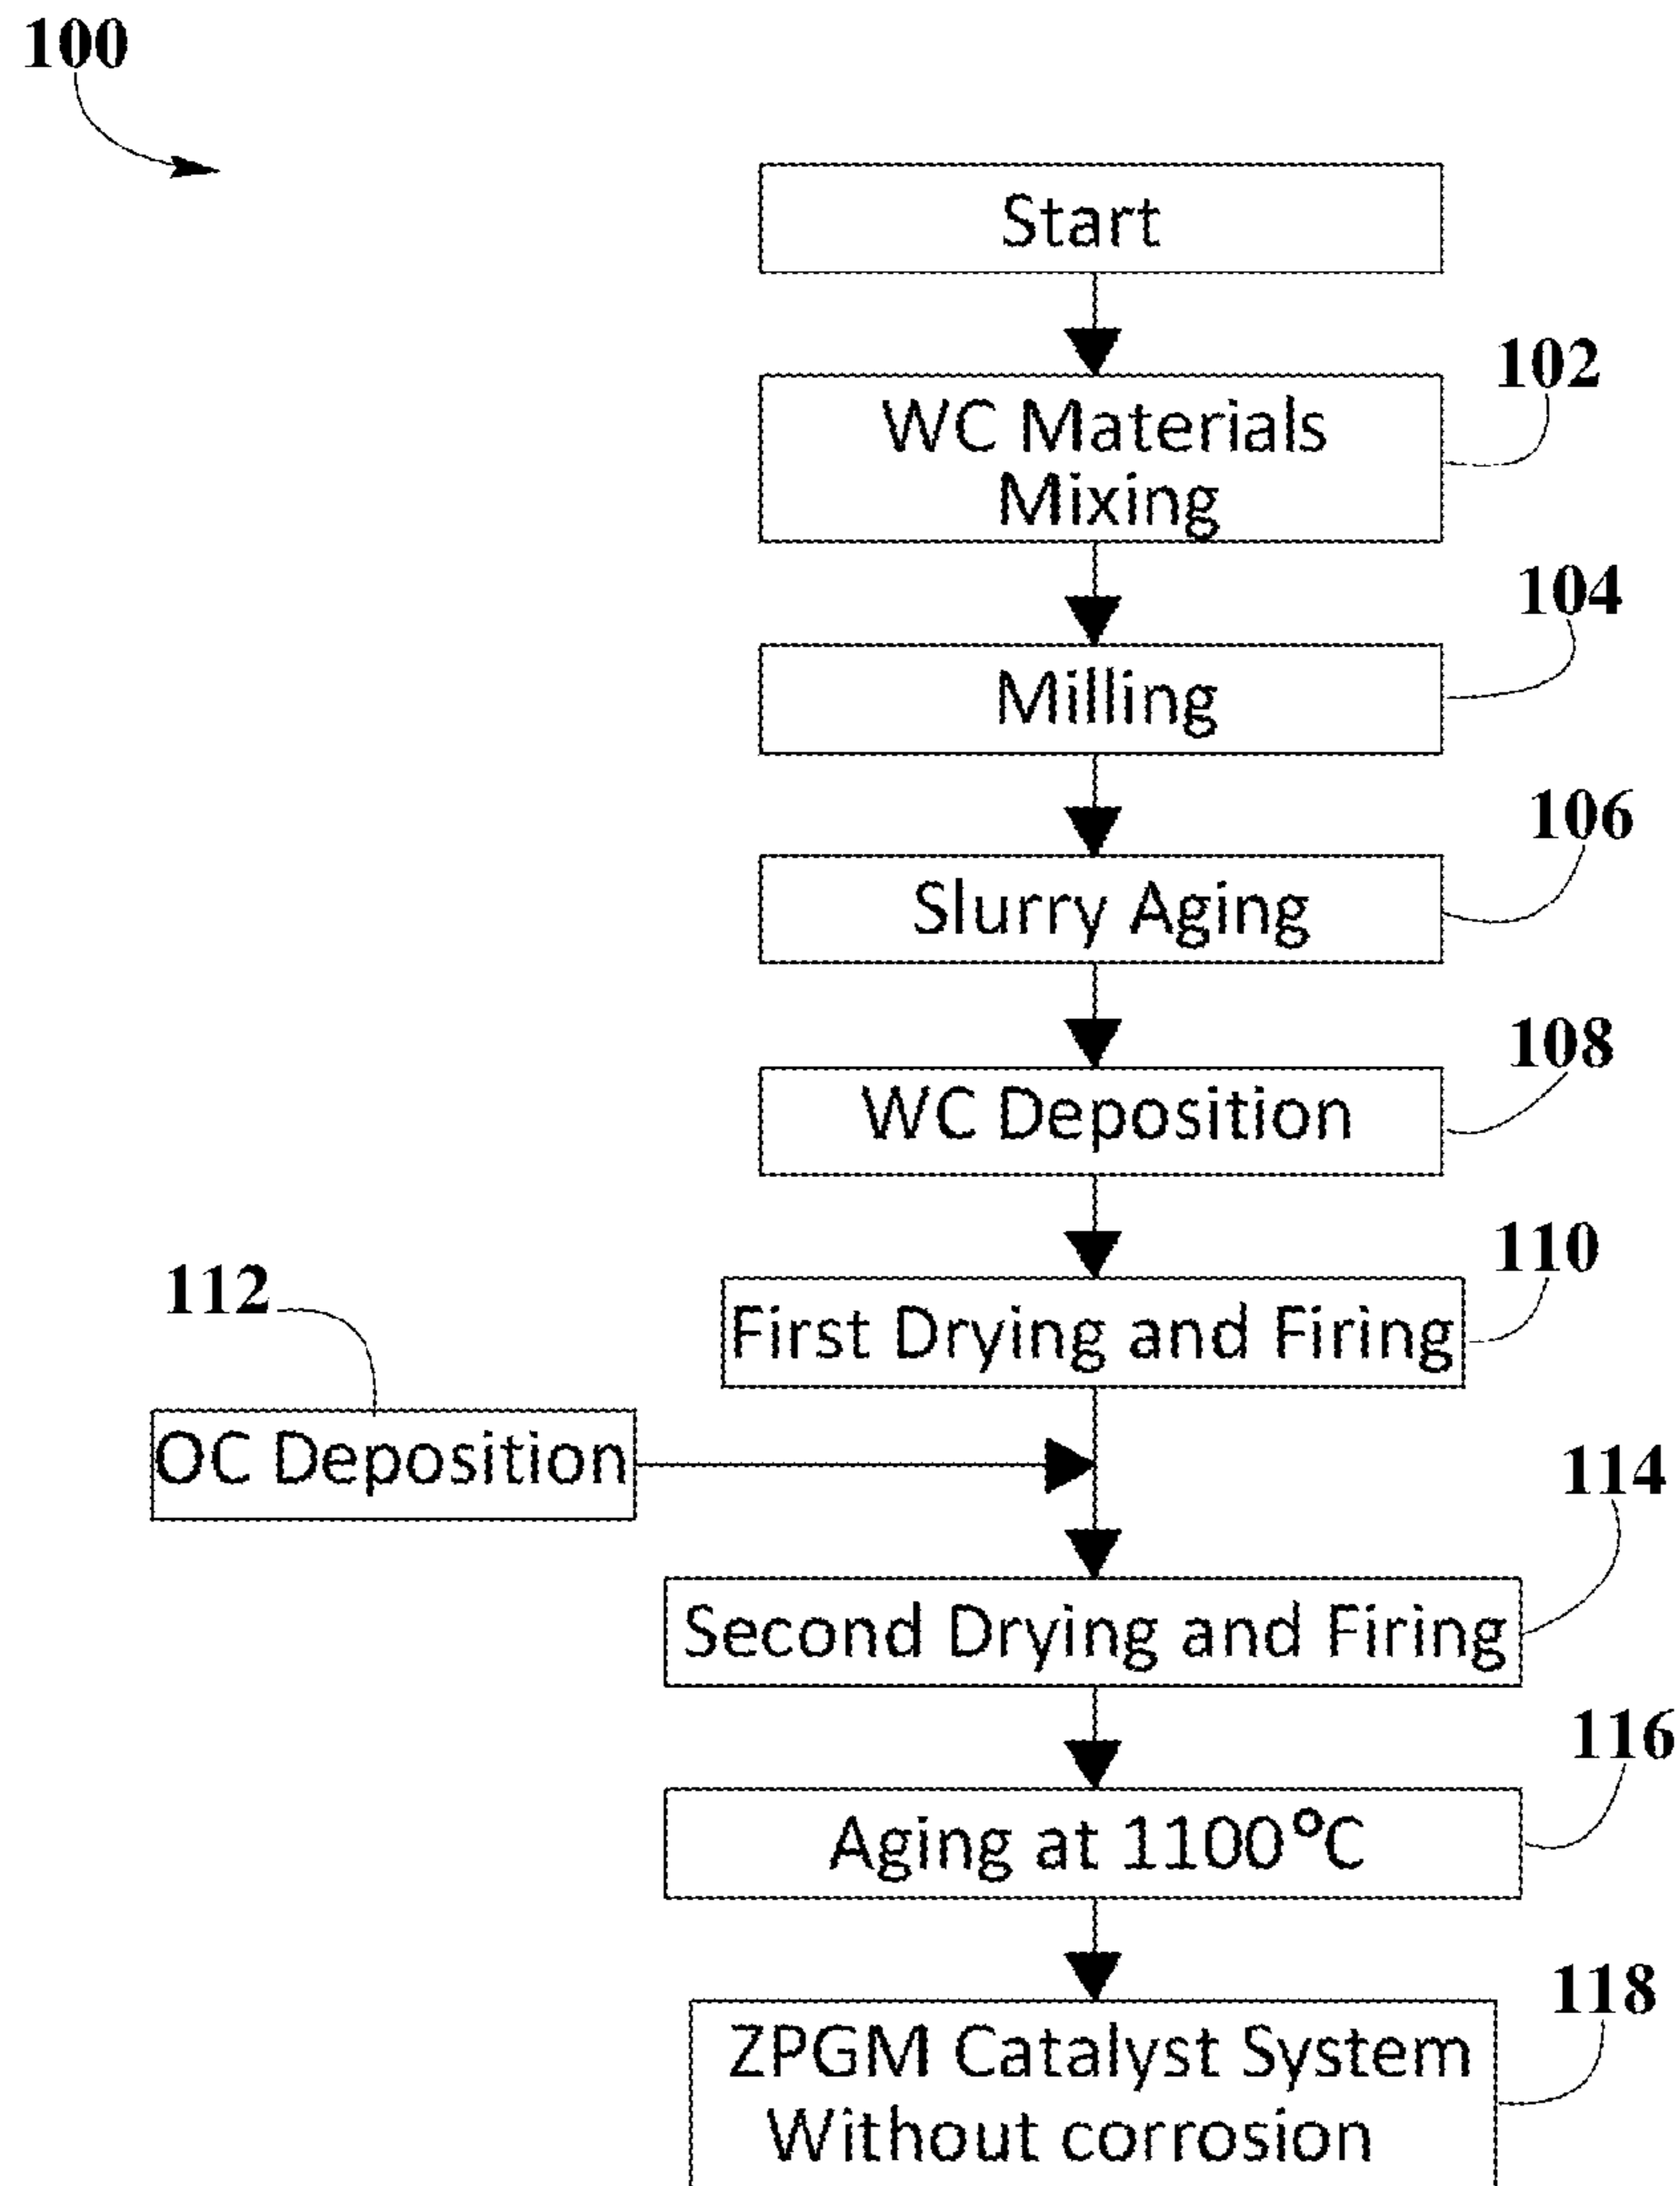 100
Start
102
WC Materials
Mixing
104
Milling
106
Slurry Aging
108
WC Deposition
110
First Drying and Firing
112
OC Deposition
114
Second Drying and Firing
116
Aging at 1100°C
118
ZPGM Catalyst System
Without corrosion